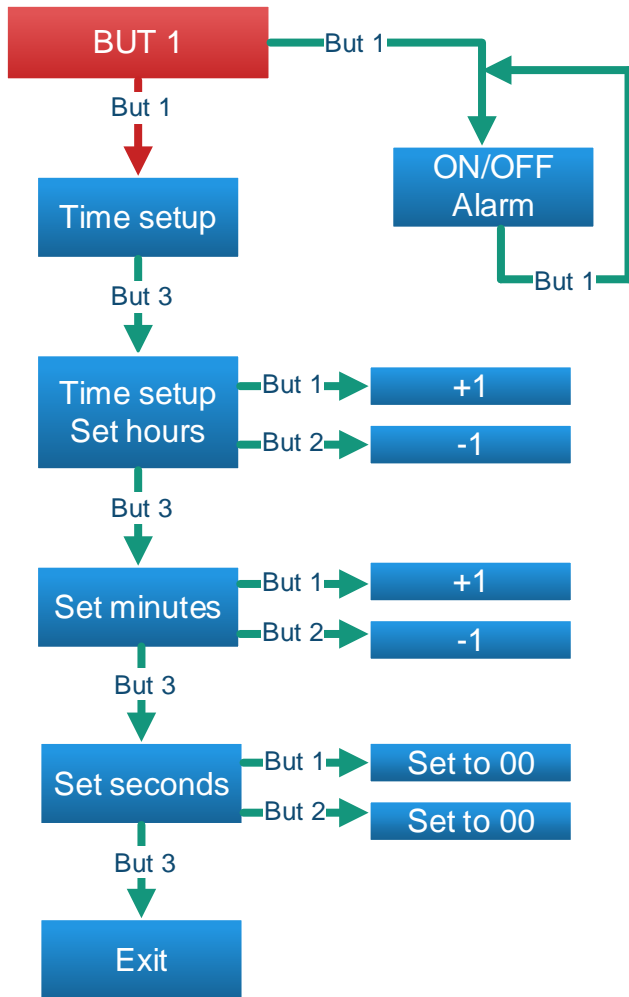 BUT 1
But 1
But 1
ON/OFF
Alarm
But 1
Time setup
But 3
Time setup
Set hours
But 1
+1
But 2
-1
But 3
Set minutes
But 1
+1
But 2
-1
But 3
Set seconds
But 1
Set to 00
But 2
Set to 00
But 3
Exit